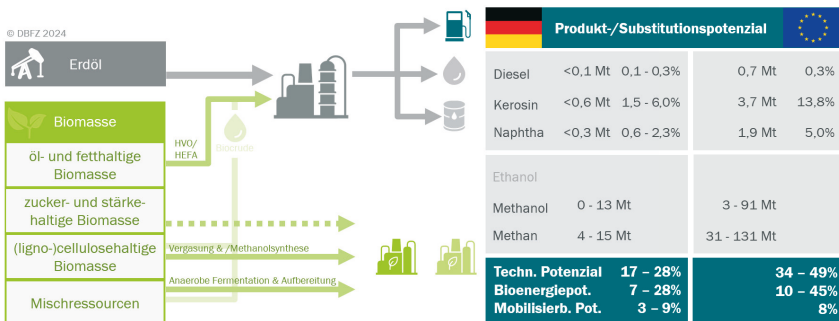 © DBFZ 2024
Erdöl
Biomasse
HVO/
HEFA
Biocrude
öl- und fetthaltige
Biomasse
zucker- und stärke-
haltige Biomasse
(ligno-)cellulosehaltige
Biomasse
Vergasung & /Methanolsynthese
Anaerobe Fermentation & Aufbereitung
Mischressourcen
Produkt-/Substitutionspotenzial
Diesel <0,1 Mt 0,1 - 0,3% 0,7 Mt 0,3%
Kerosin <0,6 Mt 1,5 - 6,0% 3,7 Mt 13,8%
Naphtha <0,3 Mt 0,6 - 2,3% 1,9 Mt 5,0%
Ethanol
Methanol 0 - 13 Mt 3 - 91 Mt
Methan 4 - 15 Mt 31 - 131 Mt
Techn. Potenzial 17 – 28% 34 – 49%
Bioenergiepot. 7 – 28% 10 – 45%
Mobilisierb. Pot. 3 – 9% 8%